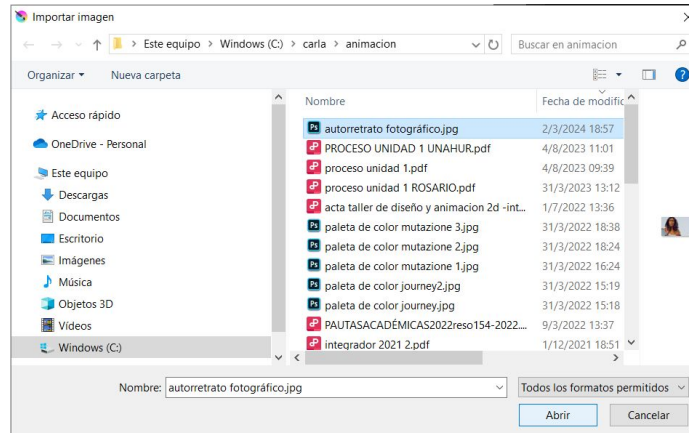 Importar imagen
Este equipo > Windows (C:) > carla > animacion
Buscar en animacion
Organizar
Nueva carpeta
Acceso rápido
OneDrive - Personal
Este equipo
Descargas
Documentos
Escritorio
Imágenes
Música
Objetos 3D
Vídeos
Windows (C:)
Nombre Fecha de modific
autorretrato fotográfico.jpg 2/3/2024 18:57
PROCESO UNIDAD 1 UNAHUR.pdf 4/8/2023 11:01
proceso unidad 1.pdf 4/8/2023 09:39
proceso unidad 1 ROSARIO.pdf 31/3/2023 13:12
acta taller de diseño y animacion 2d -int... 1/7/2022 13:36
paleta de color mutazione 3.jpg 31/3/2022 18:38
paleta de color mutazione 2.jpg 31/3/2022 18:24
paleta de color mutazione 1.jpg 31/3/2022 16:24
paleta de color journey2.jpg 31/3/2022 15:19
paleta de color journey.jpg 31/3/2022 15:18
PAUTASACADÉMICAS2022reso154-2022.... 9/3/2022 13:37
integrador 2021 2.pdf 1/12/2021 18:51
Nombre: autorretrato fotográfico.jpg
Todos los formatos permitidos
Abrir
Cancelar